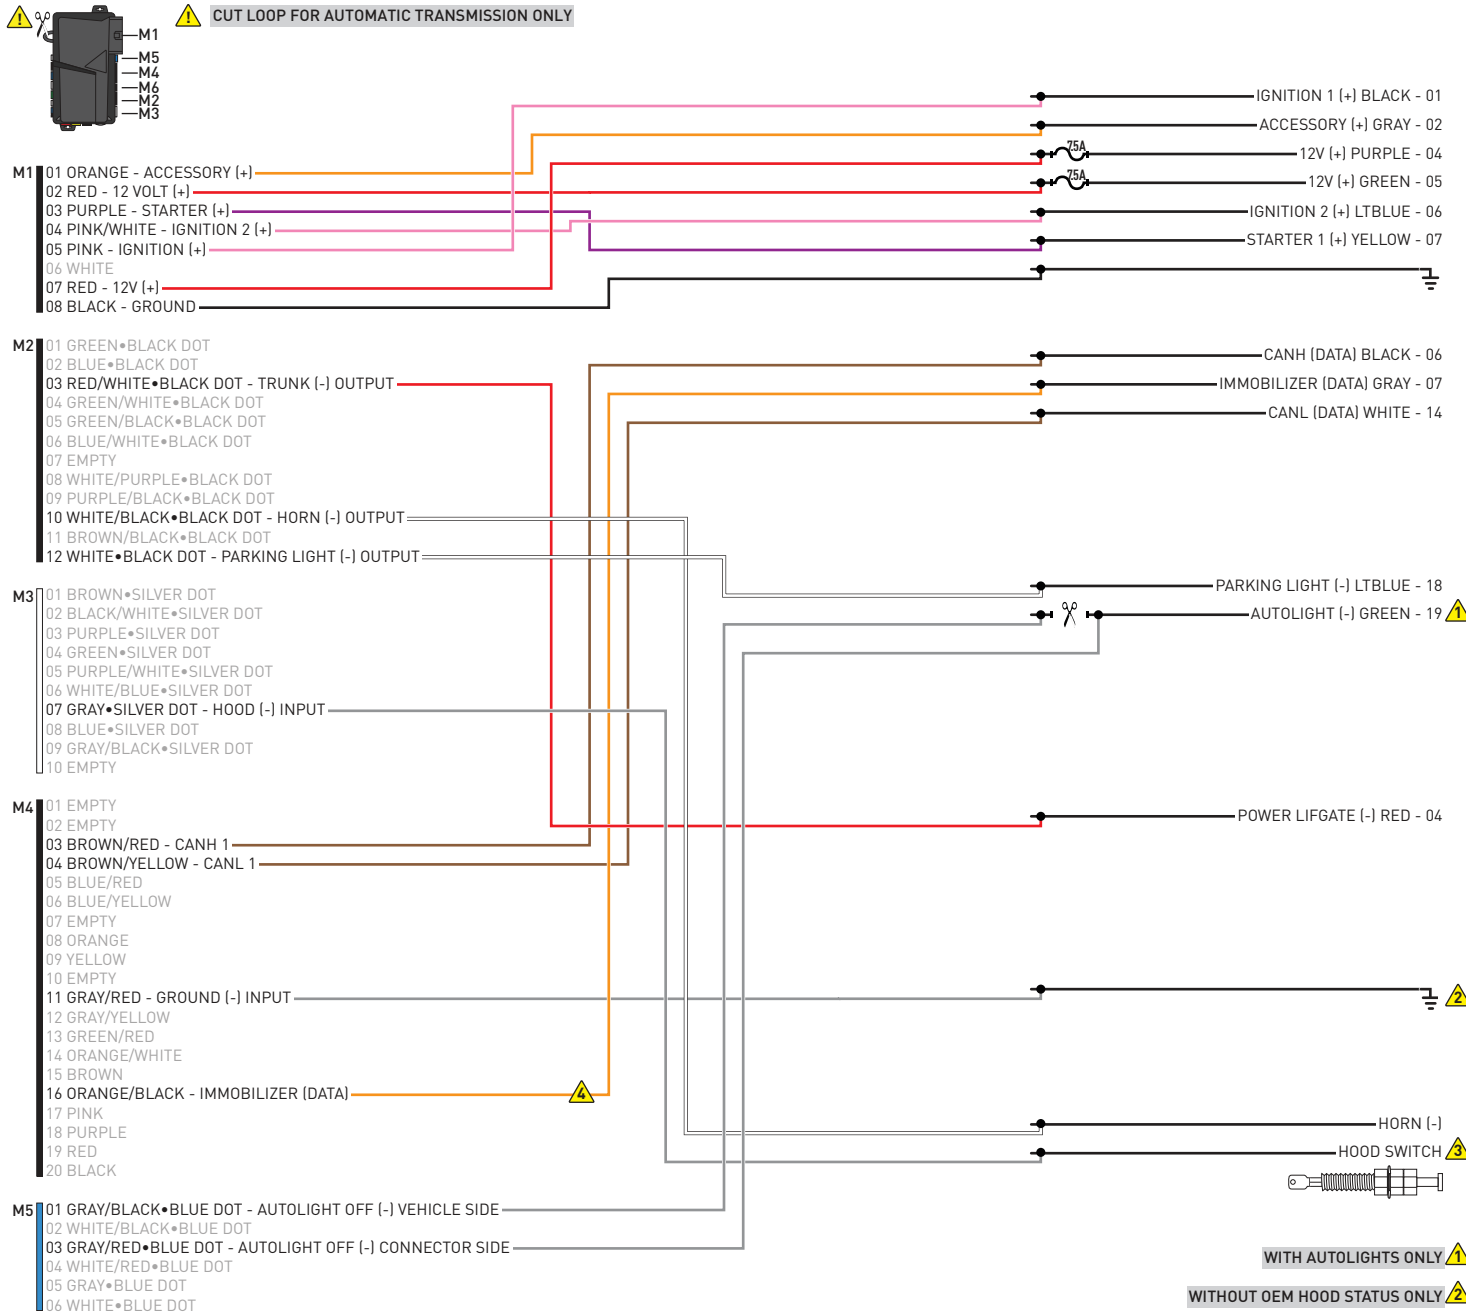 CUT LOOP FOR AUTOMATIC TRANSMISSION ONLY
M1
M5
M4
M6
M2
M3
M1
01 ORANGE - ACCESSORY (+)
02 RED - 12 VOLT (+)
03 PURPLE - STARTER (+)
04 PINK/WHITE - IGNITION 2 (+)
05 PINK - IGNITION (+)
06 WHITE
07 RED - 12V (+)
08 BLACK - GROUND
IGNITION 1 (+) BLACK - 01
ACCESSORY (+) GRAY - 02
7.5A
12V (+) PURPLE - 04
7.5A
12V (+) GREEN - 05
IGNITION 2 (+) LTBLUE - 06
STARTER 1 (+) YELLOW - 07
M2
01 GREEN•BLACK DOT
02 BLUE•BLACK DOT
03 RED/WHITE•BLACK DOT - TRUNK (-) OUTPUT
04 GREEN/WHITE•BLACK DOT
05 GREEN/BLACK•BLACK DOT
06 BLUE/WHITE•BLACK DOT
07 EMPTY
08 WHITE/PURPLE•BLACK DOT
09 PURPLE/BLACK•BLACK DOT
10 WHITE/BLACK•BLACK DOT - HORN (-) OUTPUT
11 BROWN/BLACK•BLACK DOT
12 WHITE•BLACK DOT - PARKING LIGHT (-) OUTPUT
CANH (DATA) BLACK - 06
IMMOBILIZER (DATA) GRAY - 07
CANL (DATA) WHITE - 14
M3
01 BROWN•SILVER DOT
02 BLACK/WHITE•SILVER DOT
03 PURPLE•SILVER DOT
04 GREEN•SILVER DOT
05 PURPLE/WHITE•SILVER DOT
06 WHITE/BLUE•SILVER DOT
07 GRAY•SILVER DOT - HOOD (-) INPUT
08 BLUE•SILVER DOT
09 GRAY/BLACK•SILVER DOT
10 EMPTY
PARKING LIGHT (-) LTBLUE - 18
AUTOLIGHT (-) GREEN - 19 1
M4
01 EMPTY
02 EMPTY
03 BROWN/RED - CANH 1
04 BROWN/YELLOW - CANL 1
05 BLUE/RED
06 BLUE/YELLOW
07 EMPTY
08 ORANGE
09 YELLOW
10 EMPTY
11 GRAY/RED - GROUND (-) INPUT
12 GRAY/YELLOW
13 GREEN/RED
14 ORANGE/WHITE
15 BROWN
16 ORANGE/BLACK - IMMOBILIZER (DATA)
4
17 PINK
18 PURPLE
19 RED
20 BLACK
POWER LIFGATE (-) RED - 04
2
HORN (-)
HOOD SWITCH 3
M5
01 GRAY/BLACK•BLUE DOT - AUTOLIGHT OFF (-) VEHICLE SIDE
02 WHITE/BLACK•BLUE DOT
03 GRAY/RED•BLUE DOT - AUTOLIGHT OFF (-) CONNECTOR SIDE
04 WHITE/RED•BLUE DOT
05 GRAY•BLUE DOT
06 WHITE•BLUE DOT
WITH AUTOLIGHTS ONLY 1
WITHOUT OEM HOOD STATUS ONLY 2